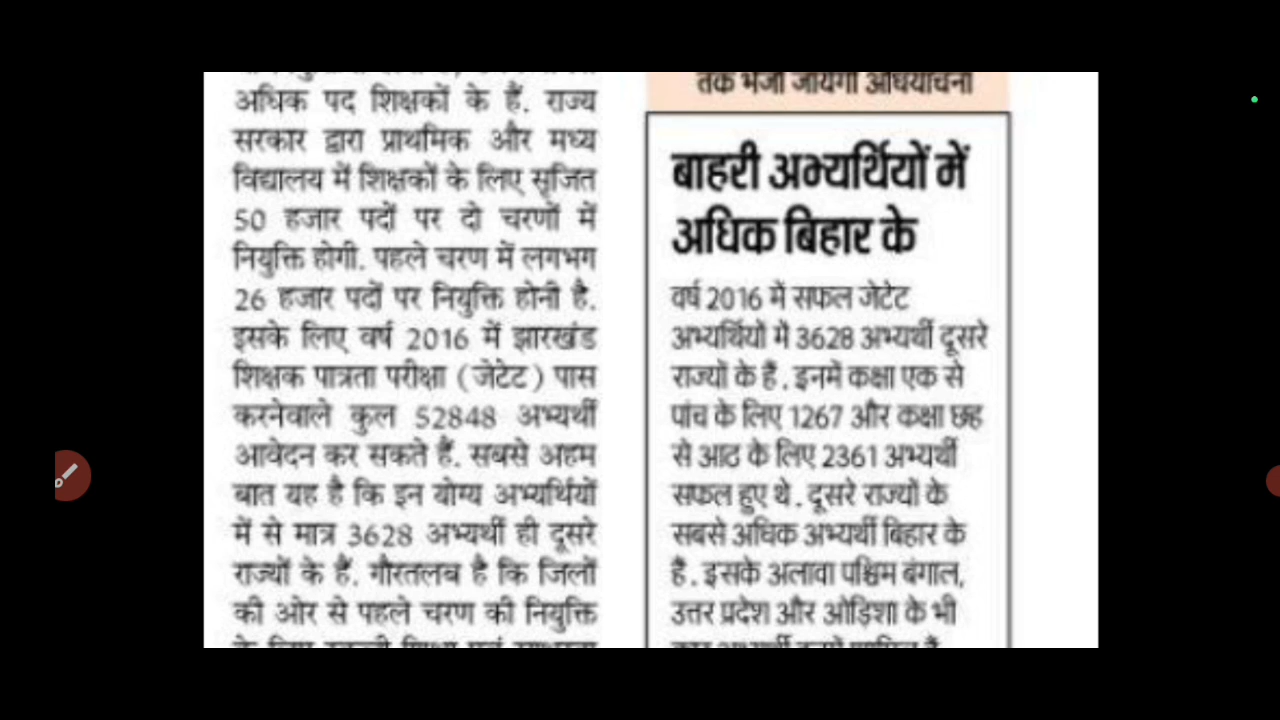 अधिक पद शिक्षकों के हैं. राज्य
सरकार द्वारा प्राथमिक और मध्य
विद्यालय में शिक्षकों के लिए सृजित
50 हजार पदों पर दो चरणों में
नियुक्ति होगी. पहले चरण में लगभग
26 हजार पदों पर नियुक्ति होनी है.
इसके लिए वर्ष 2016 में झारखंड
शिक्षक पात्रता परीक्षा (जेटेट) पास
करनेवाले कुल 52848 अभ्यर्थी
आवेदन कर सकते हैं. सबसे अहम
बात यह है कि इन योग्य अभ्यर्थियों
में से मात्र 3628 अभ्यर्थी ही दूसरे
राज्यों के हैं. गौरतलब है कि जिलों
की ओर से पहले चरण की नियुक्ति
तक भेजी जायेगी अधियाचना
बाहरी अभ्यर्थियों में
अधिक बिहार के
वर्ष 2016 में सफल जेटेट
अभ्यर्थियों में 3628 अभ्यर्थी दूसरे
राज्यों के हैं. इनमें कक्षा एक से
पांच के लिए 1267 और कक्षा छह
से आठ के लिए 2361 अभ्यर्थी
सफल हुए थे. दूसरे राज्यों के
सबसे अधिक अभ्यर्थी बिहार के
हैं. इसके अलावा पश्चिम बंगाल,
उत्तर प्रदेश और ओड़िशा के भी